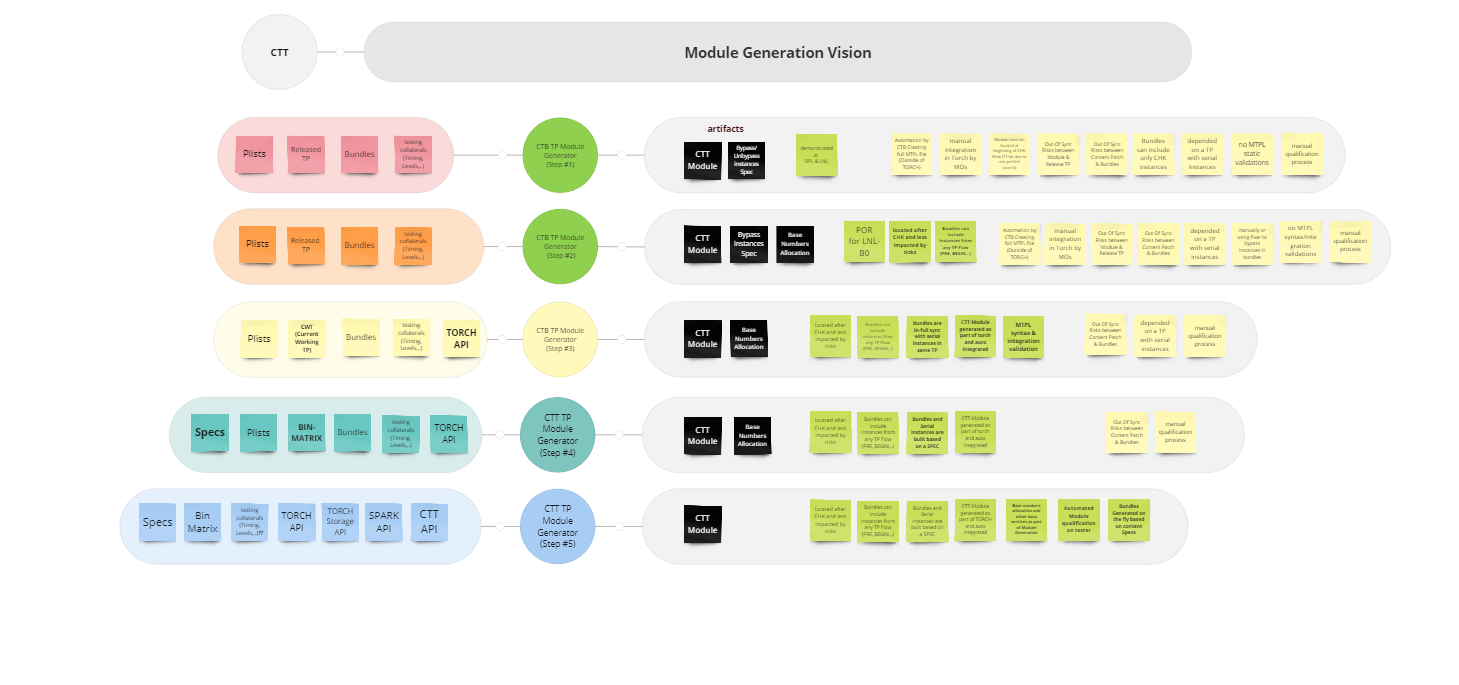 CTT
Module Generation Vision
Plists
Released
TP
Bundles
testing
collaterals
(Timing,
Levels,..)
CTB TP Module
Generator
(Step #1)
artifacts
CTT
Module
Bypass/
Unbypass
instances
Spec
demonstrated
at
RPL & LNL
Automation by
CTB Creating
full MTPL file
(Outside of
TORCH)
manual
integration
in Torch by
MOs
Module must be
located at
beginning of CHK
Out Of Sync
Risks between
Module &
Release TP
Out Of Sync
Risks between
Content Patch
& Bundles
Bundles
can include
only CHK
instances
depended
on a TP
with serial
instances
no MTPL
static
validations
manual
qualification
process
Plists
Released
TP
Bundles
testing
collaterals
(Timing,
Levels,..)
CTB TP Module
Generator
(Step #2)
CTT
Module
Bypass
instances
Spec
Base
Numbers
Allocation
POR
for LNL-
B0
located after
CHK and less
impacted by
ticks
Bundles can
include
instances from
any TP Flow
(PRE, BEGIN,..)
Automation by
CTB Creating
full MTPL file
(Outside of
TORCH)
manual
integration
in Torch by
MOs
Out Of Sync
Risks between
Module &
Release TP
Out Of Sync
Risks between
Content Patch
& Bundles
depended
on a TP
with serial
instances
manually or
using fixer to
bypass
instances in
bundles
no MTPL
syntax/inte
gration
validations
manual
qualification
process
Plists
CWT
(Current
Working
TP)
Bundles
testing
collaterals
(Timing,
Levels,..)
TORCH
API
CTB TP Module
Generator
(Step #3)
CTT
Module
Base
Numbers
Allocation
located after
CHK and less
impacted by
ticks
Bundles can
include
instances from
any TP Flow
(PRE, BEGIN,..)
Bundles are
in-full sync
with serial
instances in
same TP
CTT-Module
generated as
part of torch
and auto
integrated
MTPL
syntax &
integration
validation
Out Of Sync
Risks between
Content Patch
& Bundles
depended
on a TP
with serial
instances
manual
qualification
process
Specs
Plists
BIN-
MATRIX
Bundles
testing
collaterals
(Timing,
Levels,..)
TORCH
API
CTT TP
Module
Generator
(Step #4)
CTT
Module
Base
Numbers
Allocation
located after
CHK and less
impacted by
ticks
Bundles can
include
instances from
any TP Flow
(PRE, BEGIN,..)
Bundles and
Serial
instances are
built based
on a SPEC
CTT-Module
generated as
part of torch
and auto
integrated
Out Of Sync
Risks between
Content Patch
& Bundles
manual
qualification
process
Specs
Bin
Matrix
testing
collaterals
(Timing,
Levels,..)??
TORCH
API
TORCH
Storage
API
SPARK
API
CTT
API
CTT TP
Module
Generator
(Step #5)
CTT
Module
located after
CHK and less
impacted by
ticks
Bundles can
include
instances from
any TP Flow
(PRE, BEGIN,..)
Bundles and
Serial
instances are
built based on
a SPEC
CTT-Module
generated as
part of TORCH
and auto
integrated
Base numbers
allocation and
other data
services as part
of Module
Generation
Automated
Module
qualification
on tester
Bundles
Generated on
the fly based
on content
Specs